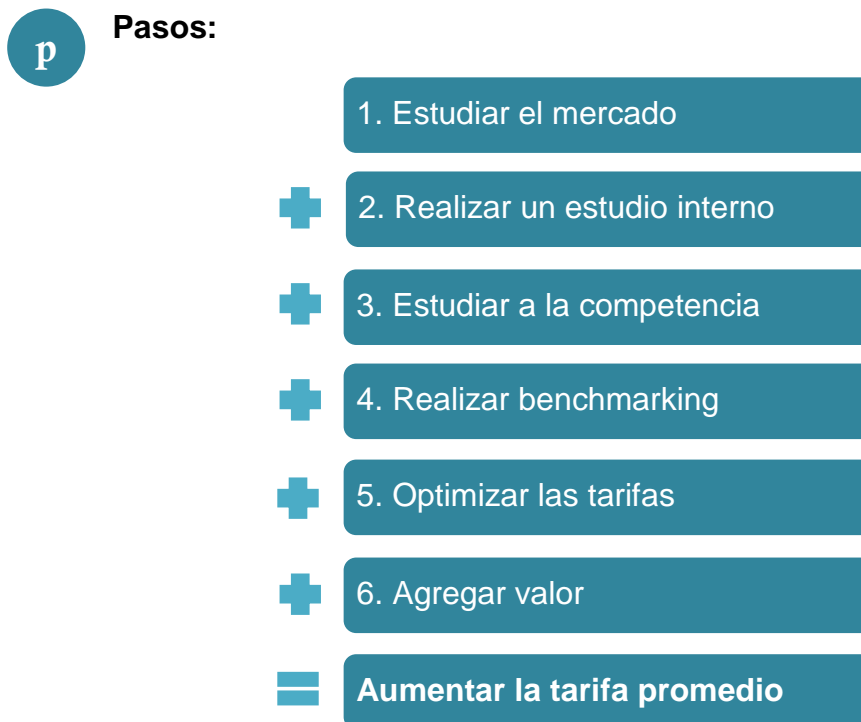 p
Pasos:
1. Estudiar el mercado
2. Realizar un estudio interno
3. Estudiar a la competencia
4. Realizar benchmarking
5. Optimizar las tarifas
6. Agregar valor
Aumentar la tarifa promedio